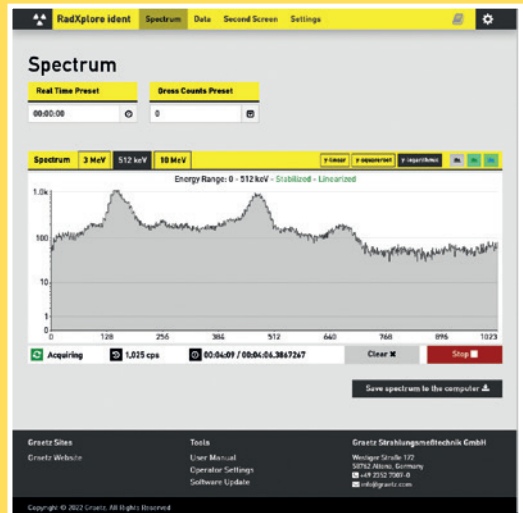 RadXplore ident Spectrum Data Second Screen Settings
Spectrum
Real Time Preset Gross Counts Preset
00:00:00 0
Spectrum 3 MeV 512 keV 10 MeV y-linear y-squareroot y-logarithmic
Energy Range: 0 - 512 keV - Stabilized - Linearized
1.0k
100
10
1
0
0 128 256 384 512 640 768 896 1023
Acquiring 1,025 cps 00:04:09 / 00:04:06.3867267 Clear Stop
Save spectrum to the computer
Graetz Sites Tools Graetz Strahlungsmeßtechnik GmbH
Graetz Website User Manual Westiger Straße 172
Operator Settings 58762 Altena, Germany
Software Update +49 2352 7007-0
info@graetz.com
Copyright © 2022 Graetz, All Rights Reserved